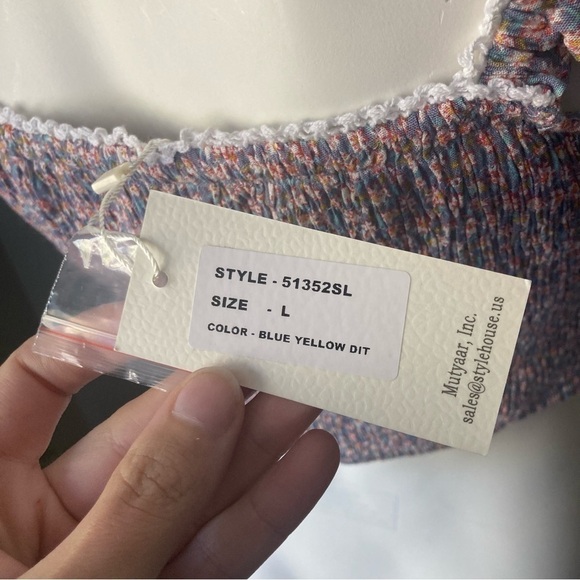 STYLE - 51352SL
SIZE - L
COLOR - BLUE YELLOW DIT
Mutyaar, Inc.
sales@stylehouse.us